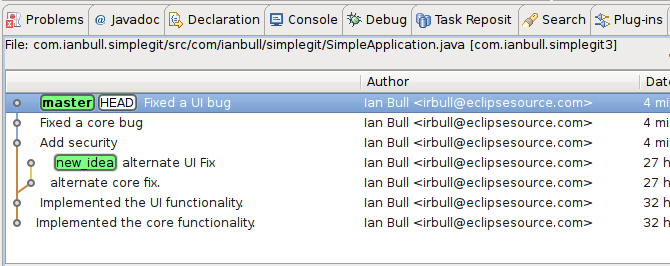 Problems @ Javadoc Declaration Console Debug Task Reposit Search Plug-ins
File: com.ianbull.simplegit/src/com/ianbull/simplegit/SimpleApplication.java [com.ianbull.simplegit3]
Author Date
master HEAD Fixed a UI bug Ian Bull <irbull@eclipsesource.com> 4 mi
Fixed a core bug Ian Bull <irbull@eclipsesource.com> 4 mi
Add security Ian Bull <irbull@eclipsesource.com> 4 mi
new_idea alternate UI Fix Ian Bull <irbull@eclipsesource.com> 27 h
alternate core fix. Ian Bull <irbull@eclipsesource.com> 27 h
Implemented the UI functionality. Ian Bull <irbull@eclipsesource.com> 32 h
Implemented the core functionality. Ian Bull <irbull@eclipsesource.com> 32 h